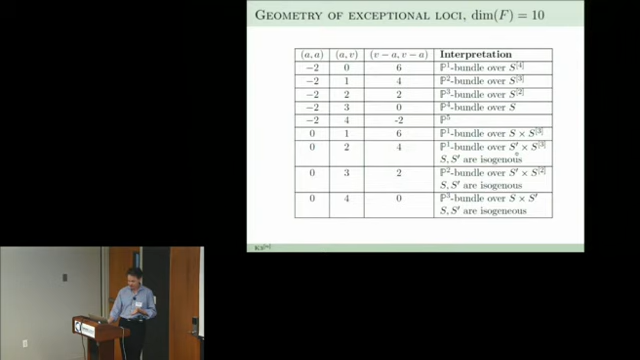 Geometry of exceptional loci, dim(F) = 10
(a, a) (a, v) (v − a, v − a) Interpretation
−2 0 6 ℙ¹-bundle over S[4]
−2 1 4 ℙ²-bundle over S[3]
−2 2 2 ℙ³-bundle over S[2]
−2 3 0 ℙ⁴-bundle over S
−2 4 -2 ℙ⁵
0 1 6 ℙ¹-bundle over S × S[3]
0 2 4 ℙ¹-bundle over S′ × S[3]
S, S′ are isogenous
0 3 2 ℙ²-bundle over S′ × S[2]
S, S′ are isogenous
0 4 0 ℙ³-bundle over S × S′
S, S′ are isogeneous